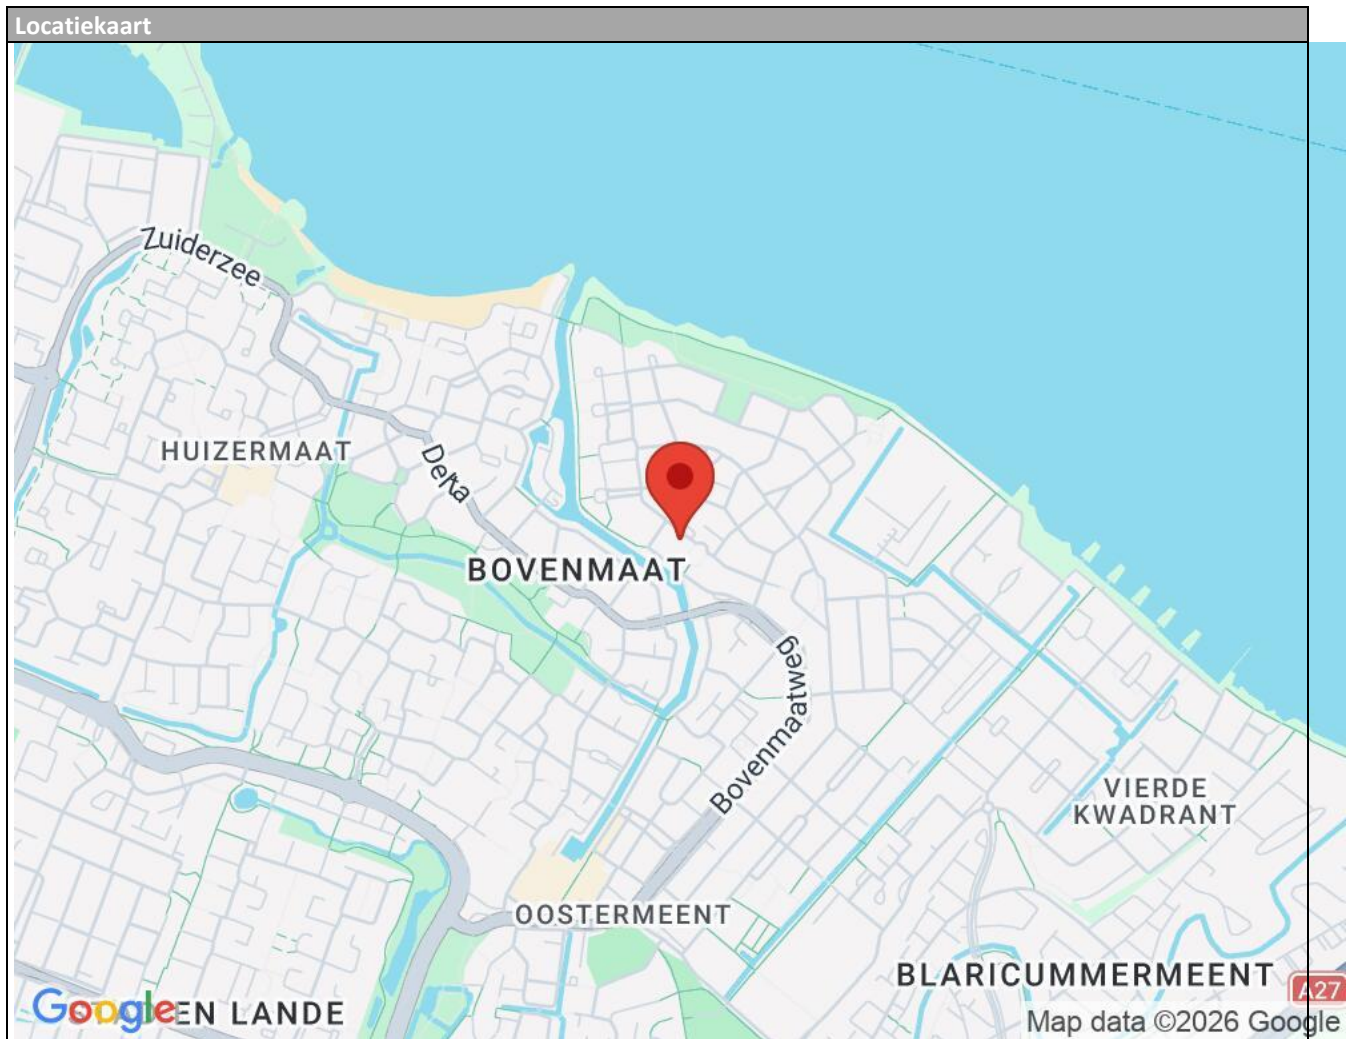 Locatiekaart
Zuiderzee
HUIZERMAAT
Delta
BOVENMAAT
Bovenmaatweg
VIERDE
KWADRANT
OOSTERMEENT
BLARICUMMERMEENT
A27
Google
EN LANDE
Map data ©2026 Google